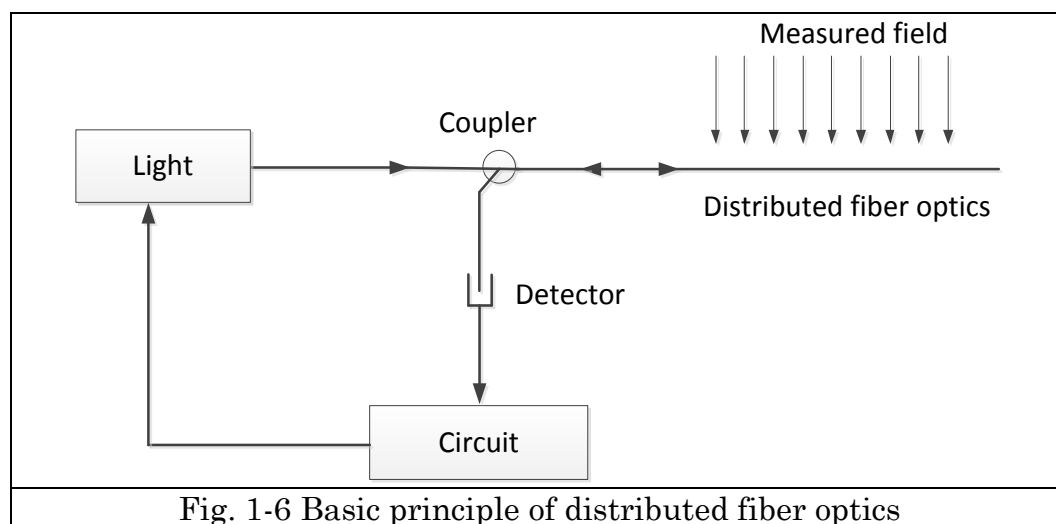 Measured field
Coupler
Light
Distributed fiber optics
Detector
Circuit
Fig. 1-6 Basic principle of distributed fiber optics